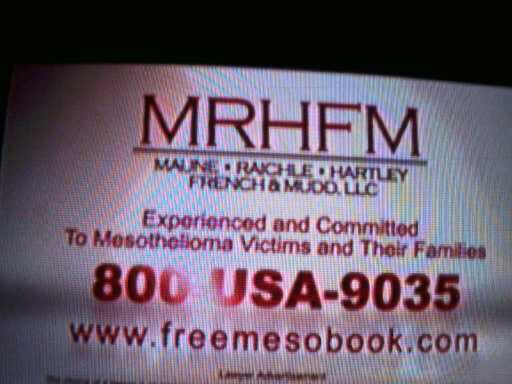 MRHFM
MAUNE • RAICHLE • HARTLEY
FRENCH & MUDD, LLC
Experienced and Committed
To Mesothelioma Victims and Their Families
800 USA-9035
www.freemesobook.com
Lawyer Advertisement